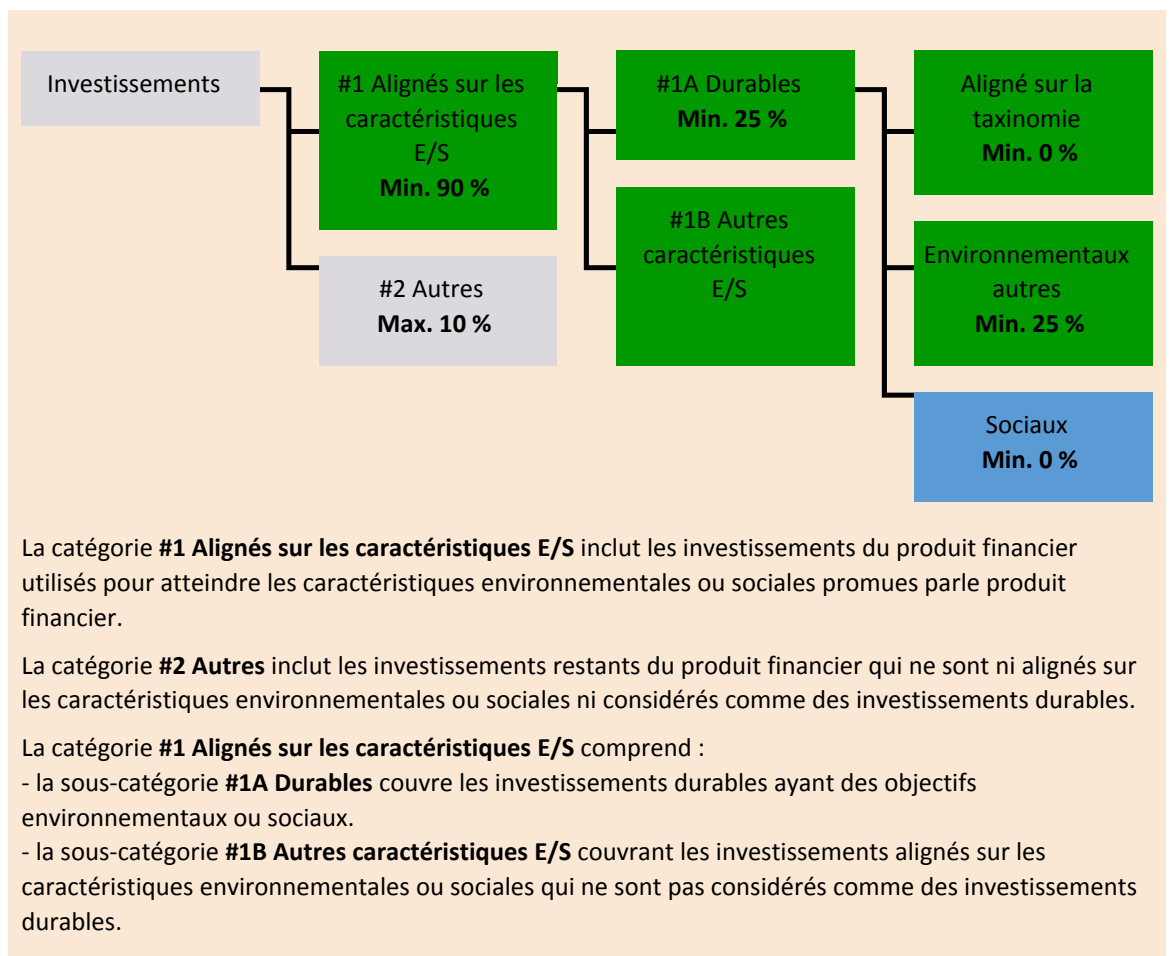 Investissements
#1 Alignés sur les
caractéristiques
E/S
Min. 90 %
#2 Autres
Max. 10 %
#1A Durables
Min. 25 %
#1B Autres
caractéristiques
E/S
Aligné sur la
taxinomie
Min. 0 %
Environnementaux
autres
Min. 25 %
Sociaux
Min. 0 %
La catégorie #1 Alignés sur les caractéristiques E/S inclut les investissements du produit financier
utilisés pour atteindre les caractéristiques environnementales ou sociales promues parle produit
financier.
La catégorie #2 Autres inclut les investissements restants du produit financier qui ne sont ni alignés sur
les caractéristiques environnementales ou sociales ni considérés comme des investissements durables.
La catégorie #1 Alignés sur les caractéristiques E/S comprend :
- la sous-catégorie #1A Durables couvre les investissements durables ayant des objectifs
environnementaux ou sociaux.
- la sous-catégorie #1B Autres caractéristiques E/S couvrant les investissements alignés sur les
caractéristiques environnementales ou sociales qui ne sont pas considérés comme des investissements
durables.